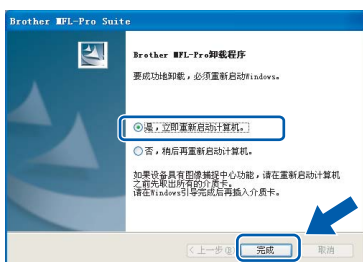 Brother MFL-Pro Suite
Brother MFL-Pro卸载程序
要成功地卸载，必须重新启动Windows。
是，立即重新启动计算机。
否，稍后再重新启动计算机。
如果设备具有图像捕捉中心功能，请在重新启动计算机
之前先取出所有的介质卡。
请在Windows引导完成后再插入介质卡。
<上一步(B) 完成 取消